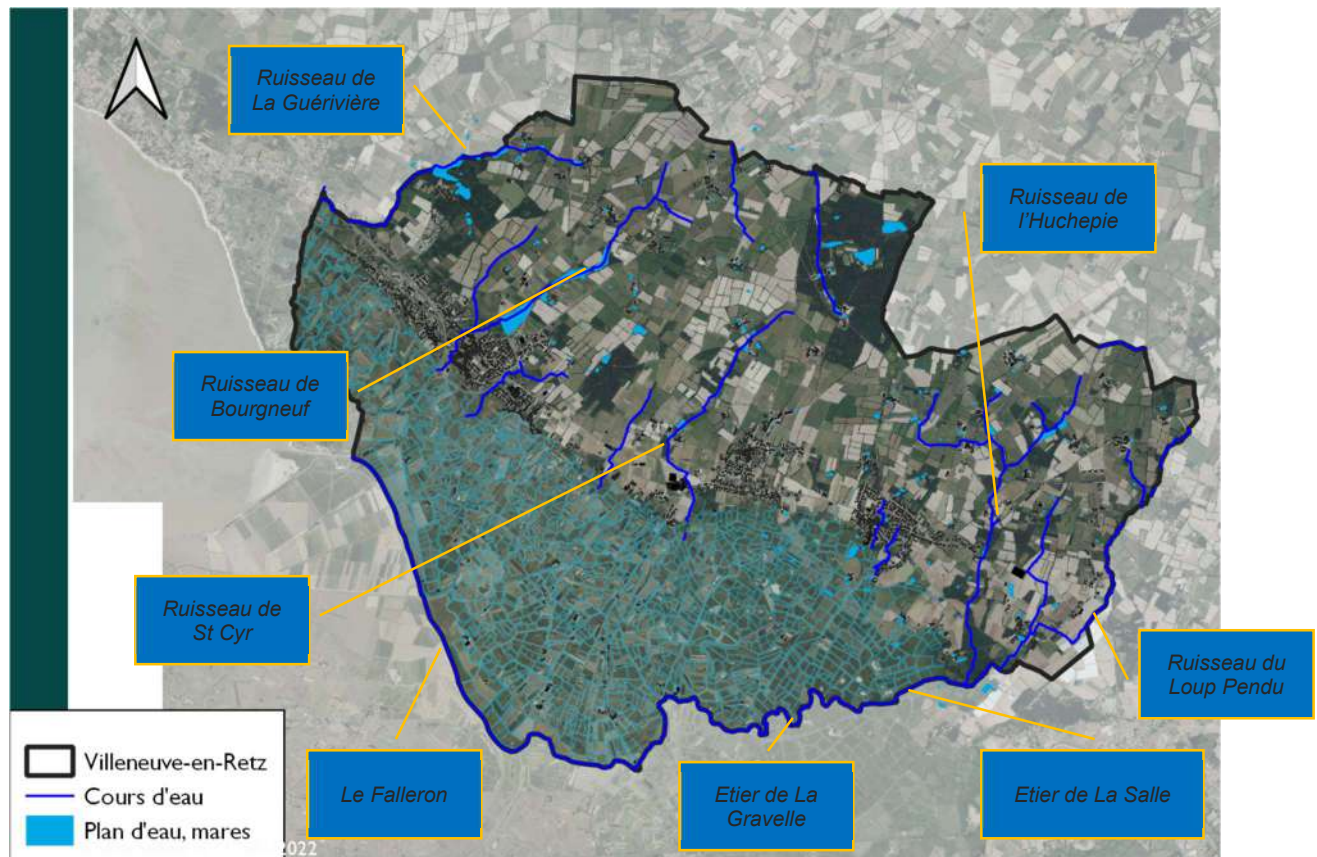 Ruisseau de
La Guérivière
Ruisseau de
l'Huchepie
Ruisseau de
Bourgneuf
Ruisseau de
St Cyr
Ruisseau du
Loup Pendu
Le Falleron
Etier de La
Gravelle
Etier de La Salle
Villeneuve-en-Retz
Cours d'eau
Plan d'eau, mares
2022